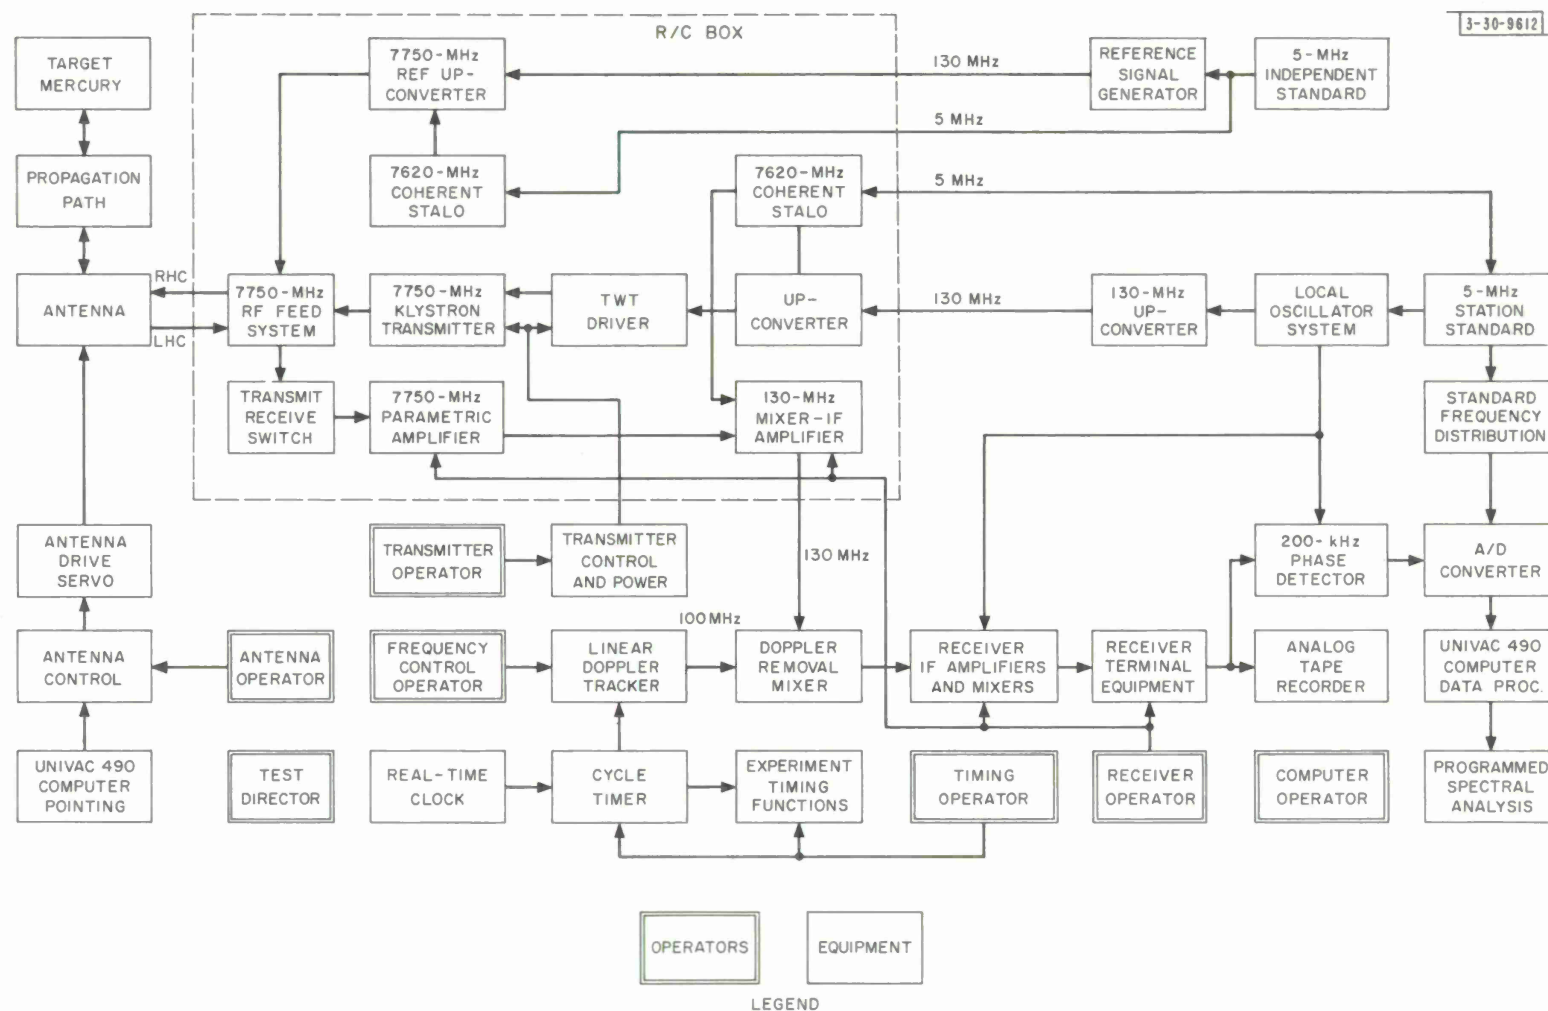 R/C BOX
3-30-9612
TARGET
MERCURY
7750-MHz
REF UP-
CONVERTER
130 MHz
REFERENCE
SIGNAL
GENERATOR
5-MHz
INDEPENDENT
STANDARD
5 MHz
PROPAGATION
PATH
7620-MHz
COHERENT
STALO
7620-MHz
COHERENT
STALO
5 MHz
RHC
ANTENNA
LHC
7750-MHz
RF FEED
SYSTEM
7750-MHz
KLYSTRON
TRANSMITTER
TWT
DRIVER
UP-
CONVERTER
130 MHz
130-MHz
UP-
CONVERTER
LOCAL
OSCILLATOR
SYSTEM
5-MHz
STATION
STANDARD
TRANSMIT
RECEIVE
SWITCH
7750-MHz
PARAMETRIC
AMPLIFIER
130-MHz
MIXER-IF
AMPLIFIER
STANDARD
FREQUENCY
DISTRIBUTION
ANTENNA
DRIVE
SERVO
TRANSMITTER
OPERATOR
TRANSMITTER
CONTROL
AND POWER
130 MHz
200-kHz
PHASE
DETECTOR
A/D
CONVERTER
100 MHz
ANTENNA
CONTROL
ANTENNA
OPERATOR
FREQUENCY
CONTROL
OPERATOR
LINEAR
DOPPLER
TRACKER
DOPPLER
REMOVAL
MIXER
RECEIVER
IF AMPLIFIERS
AND MIXERS
RECEIVER
TERMINAL
EQUIPMENT
ANALOG
TAPE
RECORDER
UNIVAC 490
COMPUTER
DATA PROC.
UNIVAC 490
COMPUTER
POINTING
TEST
DIRECTOR
REAL-TIME
CLOCK
CYCLE
TIMER
EXPERIMENT
TIMING
FUNCTIONS
TIMING
OPERATOR
RECEIVER
OPERATOR
COMPUTER
OPERATOR
PROGRAMMED
SPECTRAL
ANALYSIS
OPERATORS
EQUIPMENT
LEGEND